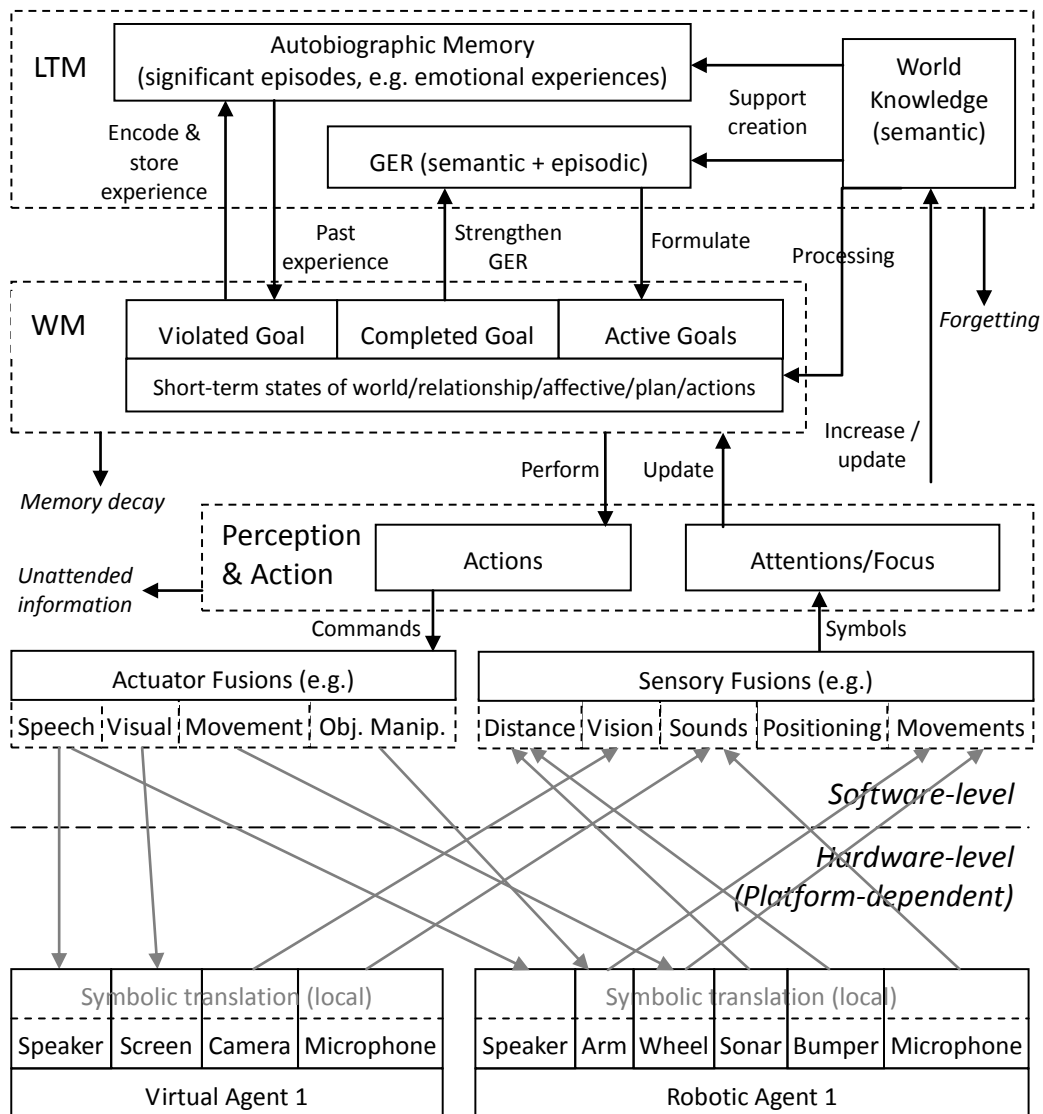 LTM
Autobiographic Memory
(significant episodes, e.g. emotional experiences)
World
Knowledge
(semantic)
Support
creation
Encode &
store
experience
GER (semantic + episodic)
Past
experience
Strengthen
GER
Formulate
Processing
WM
Violated Goal
Completed Goal
Active Goals
Forgetting
Short-term states of world/relationship/affective/plan/actions
Increase /
update
Perform
Update
Memory decay
Perception
& Action
Actions
Attentions/Focus
Unattended
information
Commands
Symbols
Actuator Fusions (e.g.)
Speech
Visual
Movement
Obj. Manip.
Sensory Fusions (e.g.)
Distance
Vision
Sounds
Positioning
Movements
Software-level
Hardware-level
(Platform-dependent)
Symbolic translation (local)
Speaker
Screen
Camera
Microphone
Virtual Agent 1
Symbolic translation (local)
Speaker
Arm
Wheel
Sonar
Bumper
Microphone
Robotic Agent 1